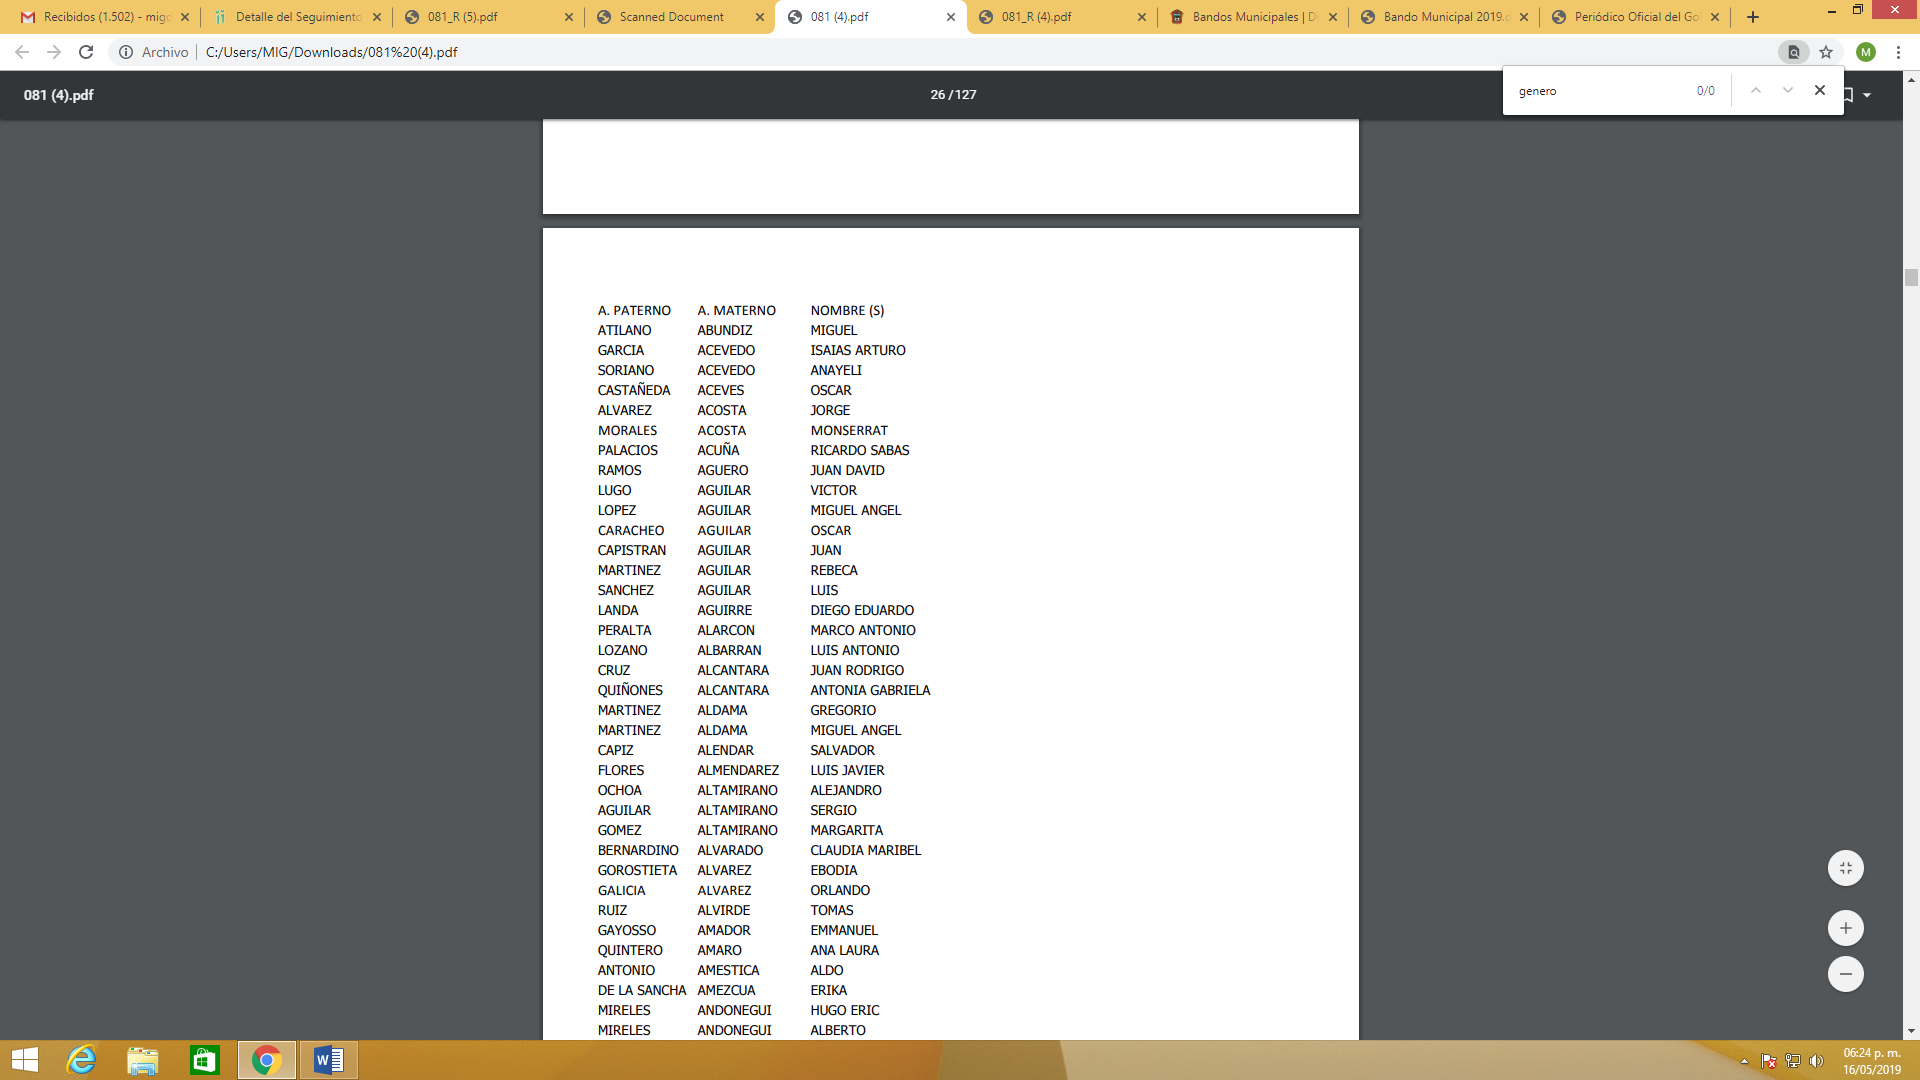 Recibidos (1.502) - migd
Detalle del Seguimiento
081_R (5).pdf
Scanned Document
081 (4).pdf
081_R (4).pdf
Bandos Municipales | D
Bando Municipal 2019.
Periódico Oficial del Go
Archivo C:/Users/MIG/Downloads/081%20(4).pdf
M
081 (4).pdf
26 / 127
genero 0/0
A. PATERNO A. MATERNO NOMBRE (S)
ATILANO ABUNDIZ MIGUEL
GARCIA ACEVEDO ISAIAS ARTURO
SORIANO ACEVEDO ANAYELI
CASTAÑEDA ACEVES OSCAR
ALVAREZ ACOSTA JORGE
MORALES ACOSTA MONSERRAT
PALACIOS ACUÑA RICARDO SABAS
RAMOS AGUERO JUAN DAVID
LUGO AGUILAR VICTOR
LOPEZ AGUILAR MIGUEL ANGEL
CARACHEO AGUILAR OSCAR
CAPISTRAN AGUILAR JUAN
MARTINEZ AGUILAR REBECA
SANCHEZ AGUILAR LUIS
LANDA AGUIRRE DIEGO EDUARDO
PERALTA ALARCON MARCO ANTONIO
LOZANO ALBARRAN LUIS ANTONIO
CRUZ ALCANTARA JUAN RODRIGO
QUIÑONES ALCANTARA ANTONIA GABRIELA
MARTINEZ ALDAMA GREGORIO
MARTINEZ ALDAMA MIGUEL ANGEL
CAPIZ ALENDAR SALVADOR
FLORES ALMENDAREZ LUIS JAVIER
OCHOA ALTAMIRANO ALEJANDRO
AGUILAR ALTAMIRANO SERGIO
GOMEZ ALTAMIRANO MARGARITA
BERNARDINO ALVARADO CLAUDIA MARIBEL
GOROSTIETA ALVAREZ EBODIA
GALICIA ALVAREZ ORLANDO
RUIZ ALVIRDE TOMAS
GAYOSSO AMADOR EMMANUEL
QUINTERO AMARO ANA LAURA
ANTONIO AMESTICA ALDO
DE LA SANCHA AMEZCUA ERIKA
MIRELES ANDONEGUI HUGO ERIC
MIRELES ANDONEGUI ALBERTO
06:24 p. m.
16/05/2019